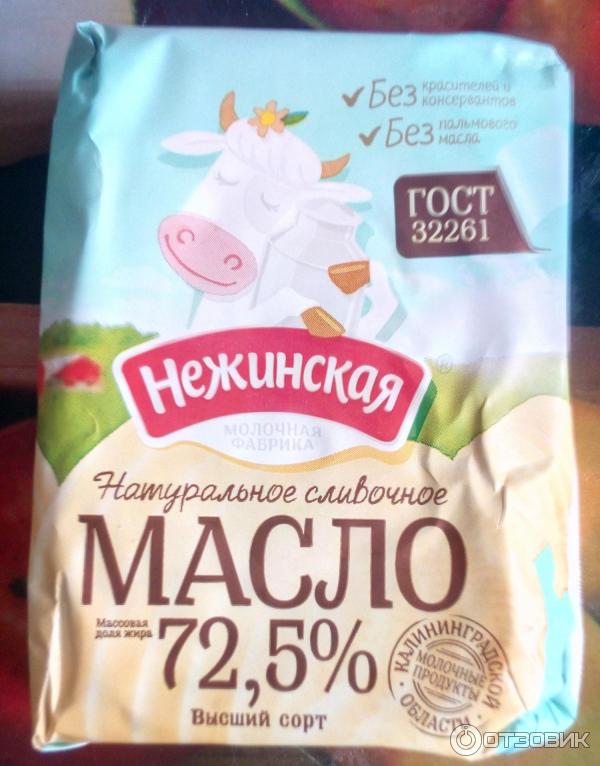 Без красителей и
консервантов
Без пальмового
масла
ГОСТ
32261
Нежинская
®
МОЛОЧНАЯ
ФАБРИКА
Натуральное сливочное
МАСЛО
Массовая
доля жира
72,5%
Высший сорт
КАЛИНИНГРАДСКОЙ
МОЛОЧНЫЕ
ПРОДУКТЫ
ОБЛАСТИ
ОТЗОВИК